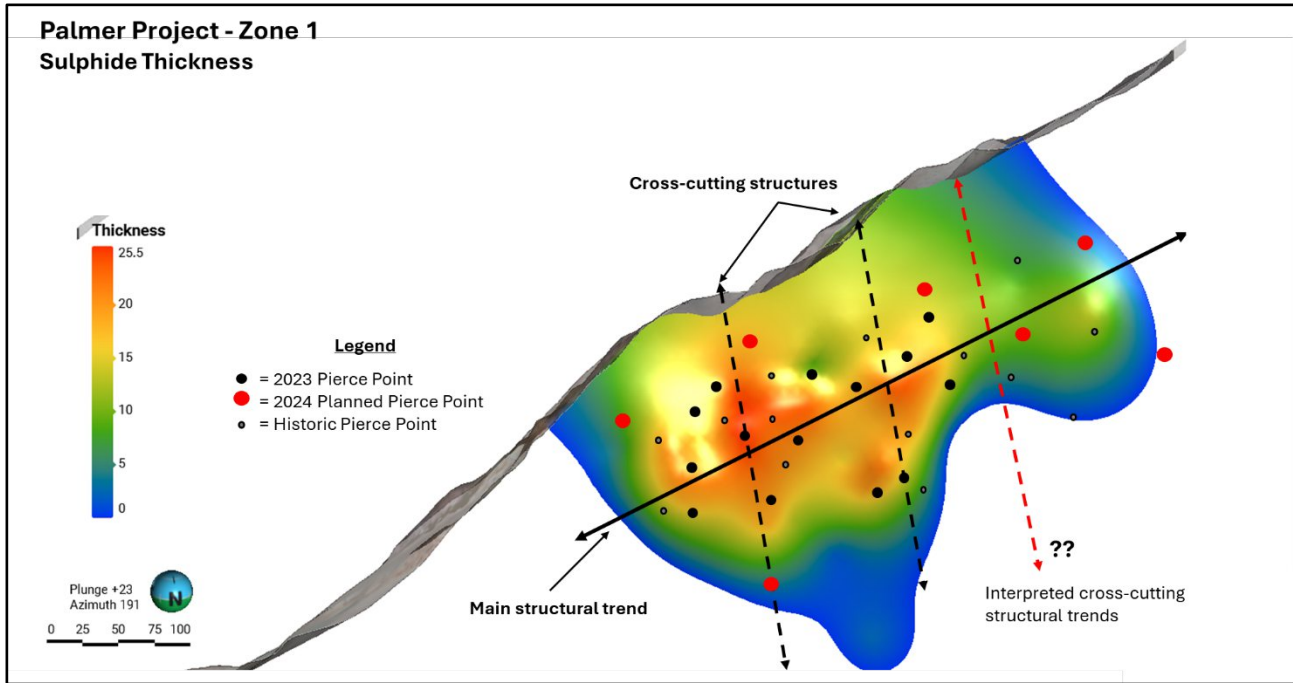 Palmer Project - Zone 1
Sulphide Thickness
Cross-cutting structures
Thickness
25.5
20
15
10
5
0
Legend
= 2023 Pierce Point
= 2024 Planned Pierce Point
= Historic Pierce Point
Plunge +23
Azimuth 191
N
0 25 50 75 100
Main structural trend
??
Interpreted cross-cutting
structural trends